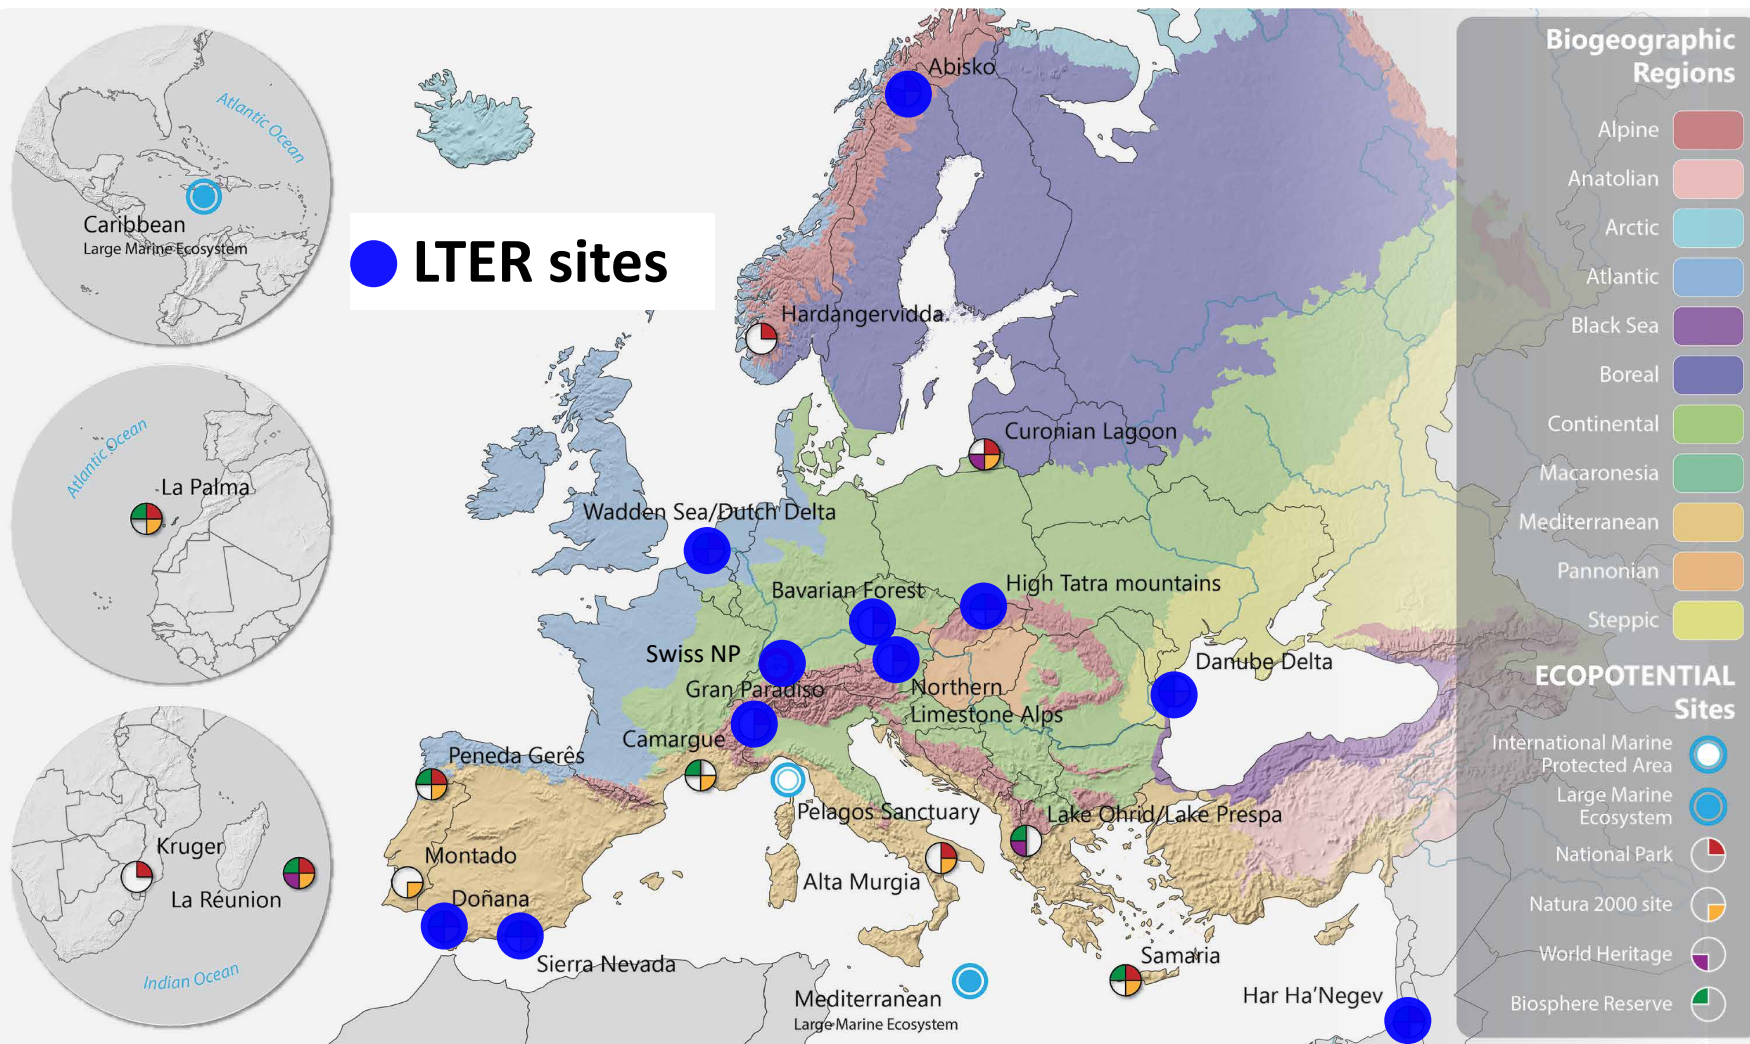 Atlantic Ocean
Caribbean
Large Marine Ecosystem
Atlantic Ocean
La Palma
Kruger
La Réunion
Indian Ocean
LTER sites
Abisko
Hardangervidda
Curonian Lagoon
Wadden Sea/Dutch Delta
Bavarian Forest
High Tatra mountains
Swiss NP
Gran Paradiso
Northern
Limestone Alps
Danube Delta
Camargue
Peneda Gerês
Pelagos Sanctuary
Lake Ohrid/Lake Prespa
Montado
Alta Murgia
Doñana
Sierra Nevada
Samaria
Mediterranean
Large Marine Ecosystem
Har Ha'Negev
Biogeographic
Regions
Alpine
Anatolian
Arctic
Atlantic
Black Sea
Boreal
Continental
Macaronesia
Mediterranean
Pannonian
Steppic
ECOPOTENTIAL
Sites
International Marine
Protected Area
Large Marine
Ecosystem
National Park
Natura 2000 site
World Heritage
Biosphere Reserve